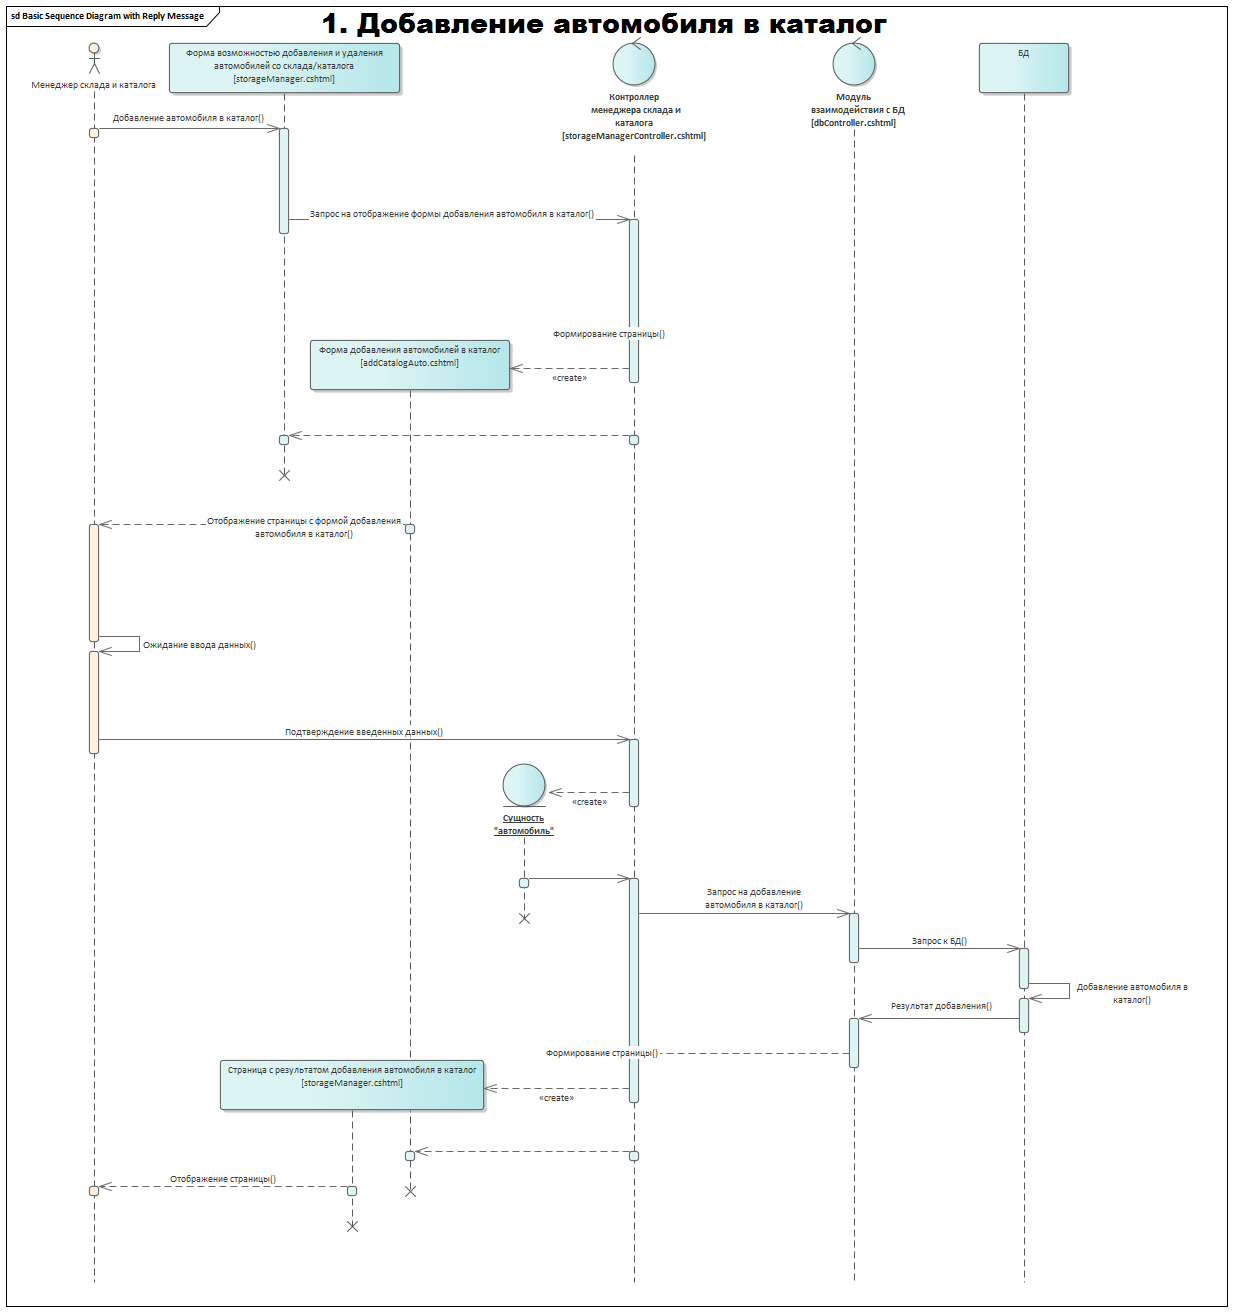 sd Basic Sequence Diagram with Reply Message
1. Добавление автомобиля в каталог
Менеджер склада и каталога
Форма возможностью добавления и удаления
автомобилей со склада/каталога
[storageManager.cshtml]
Контроллер
менеджера склада и
каталога
[storageManagerController.cshtml]
Модуль
взаимодействия с БД
[dbController.cshtml]
БД
Добавление автомобиля в каталог()
Запрос на отображение формы добавления автомобиля в каталог()
Формирование страницы()
Форма добавления автомобилей в каталог
[addCatalogAuto.cshtml]
«create»
Отображение страницы с формой добавления
автомобиля в каталог()
Ожидание ввода данных()
Подтверждение введенных данных()
«create»
Сущность
"автомобиль"
Запрос на добавление
автомобиля в каталог()
Запрос к БД()
Добавление автомобиля в
каталог()
Результат добавления()
Формирование страницы()
Страница с результатом добавления автомобиля в каталог
[storageManager.cshtml]
«create»
Отображение страницы()